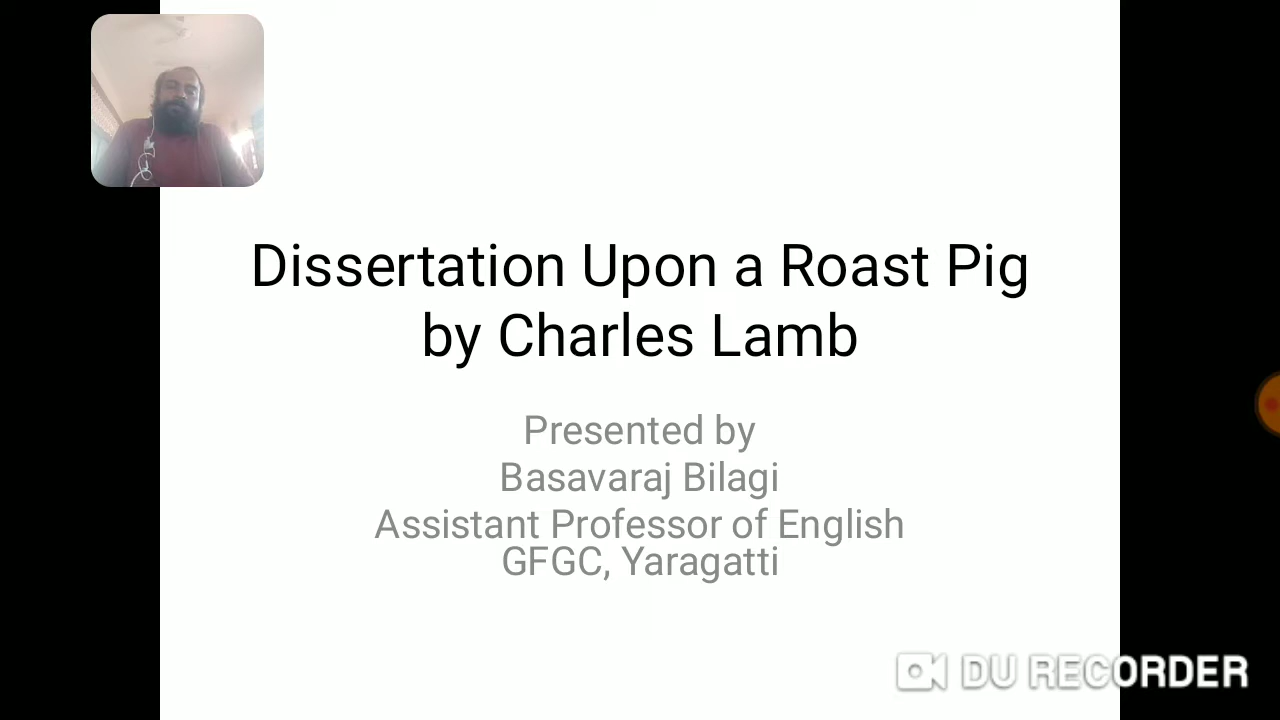 Dissertation Upon a Roast Pig
by Charles Lamb
Presented by
Basavaraj Bilagi
Assistant Professor of English
GFGC, Yaragatti
DU RECORDER